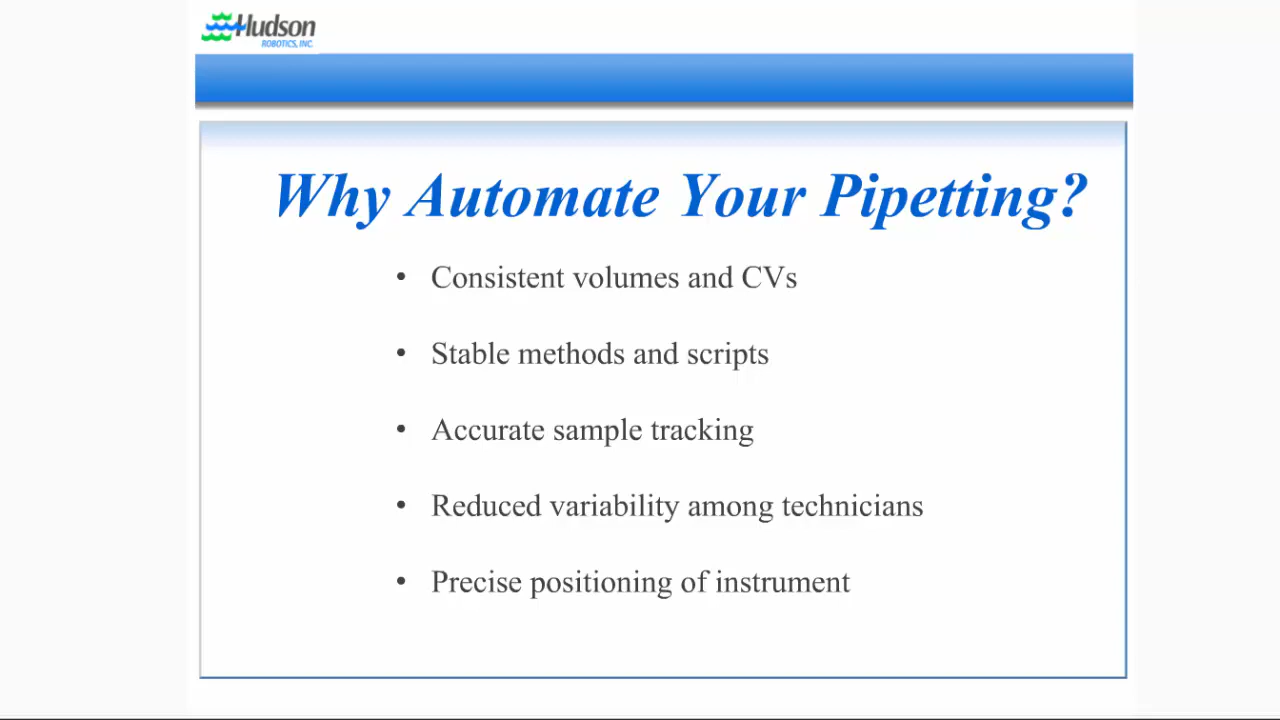 Hudson
ROBOTICS, INC.
Why Automate Your Pipetting?
• Consistent volumes and CVs
• Stable methods and scripts
• Accurate sample tracking
• Reduced variability among technicians
• Precise positioning of instrument